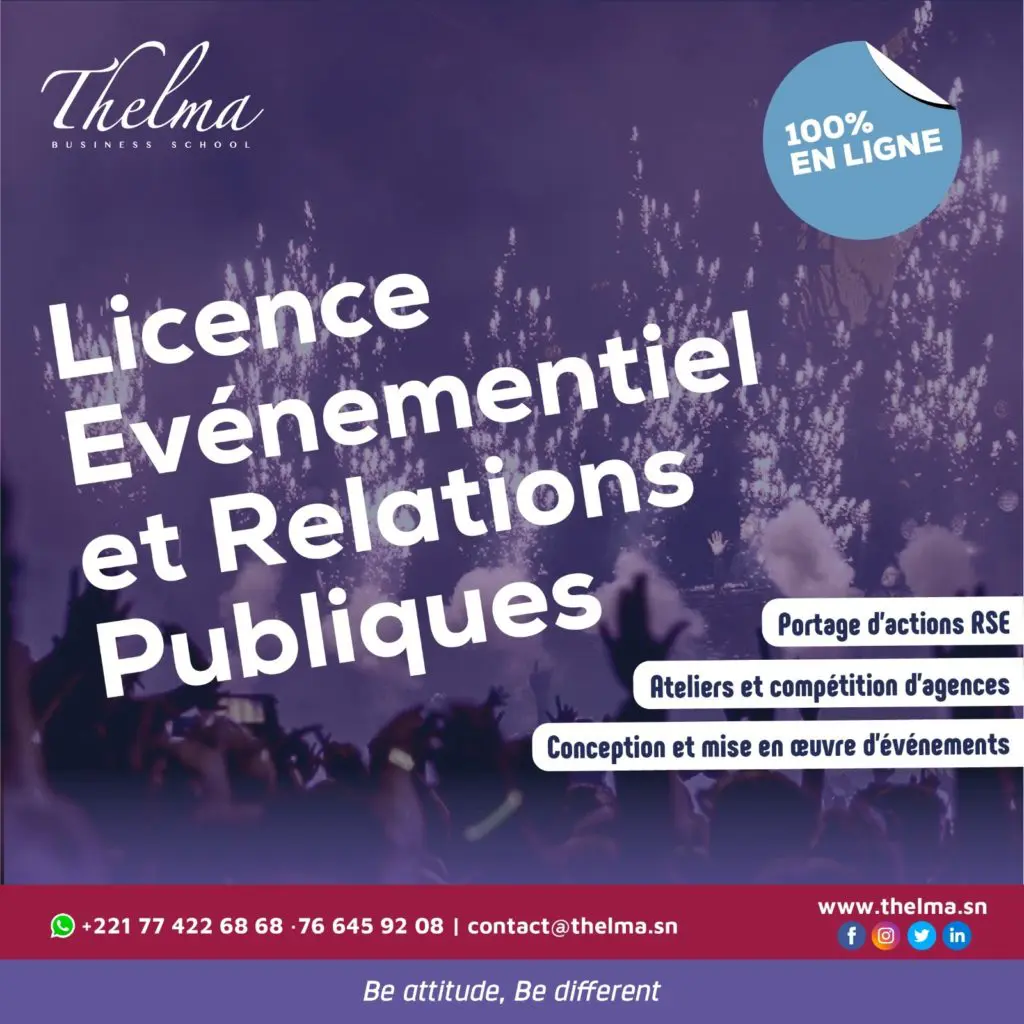 Thelma
BUSINESS SCHOOL
100%
EN LIGNE
Licence
Evénementiel
et Relations
Publiques
Portage d'actions RSE
Ateliers et compétition d'agences
Conception et mise en œuvre d'événements
+221 77 422 68 68 ·76 645 92 08 | contact@thelma.sn
www.thelma.sn
Be attitude, Be different